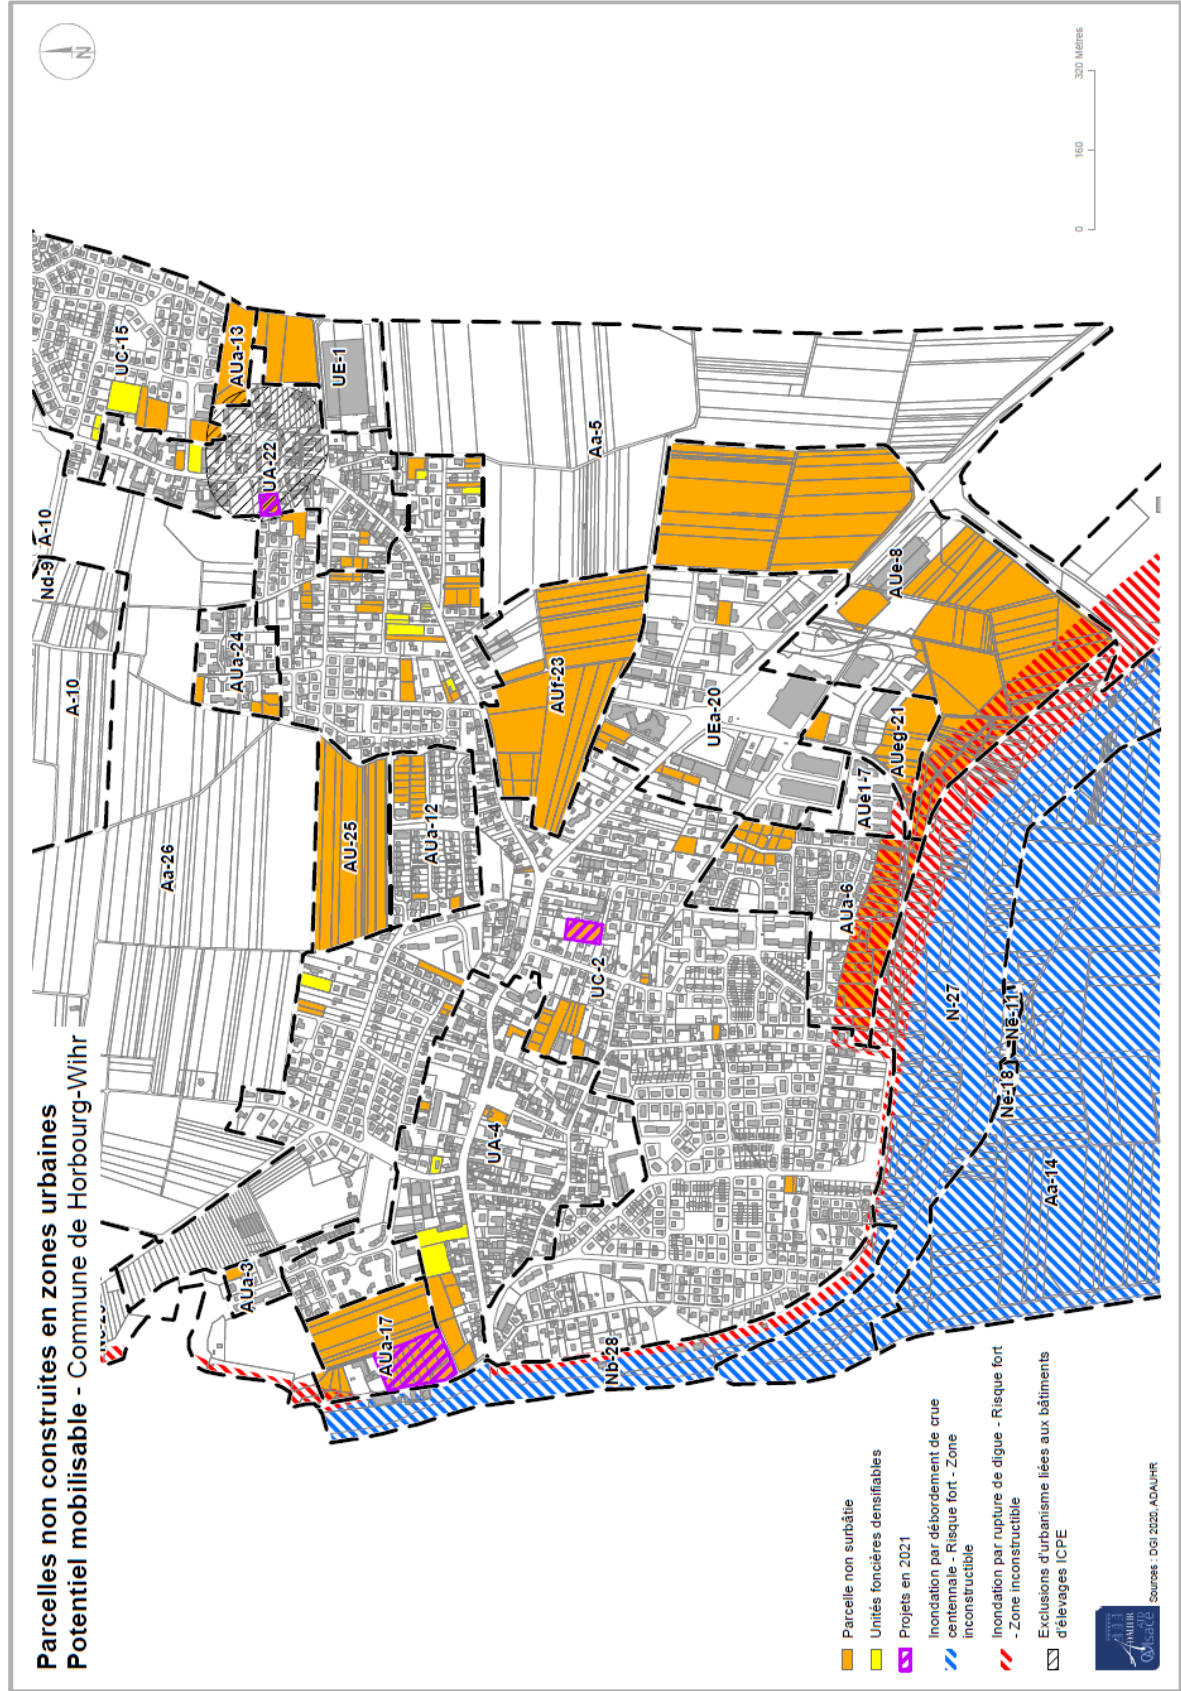 Parcelles non construites en zones urbaines
Potentiel mobilisable - Commune de Horbourg-Wihr
N
0 160 320 Mètres
Nd-9
A-10
A-10
UC-15
AUa-13
UE-1
UA-22
AUa-24
Aa-26
AU-25
AUa-12
Aa-5
AUf-23
AUe-8
UEa-20
AUeg-21
AUe1-7
AUa-6
UC-2
UA-4
AUa-3
AUa-17
Nb-28
N-27
Ne-11
Ne-18
Aa-14
Parcelle non surbâtie
Unités foncières densifiables
Projets en 2021
Inondation par débordement de crue
centennale - Risque fort - Zone
inconstructible
Inondation par rupture de digue - Risque fort
- Zone inconstructible
Exclusions d'urbanisme liées aux bâtiments
d'élevages ICPE
ADAUHR
ATD
Alsace
Sources : DGI 2020, ADAUHR